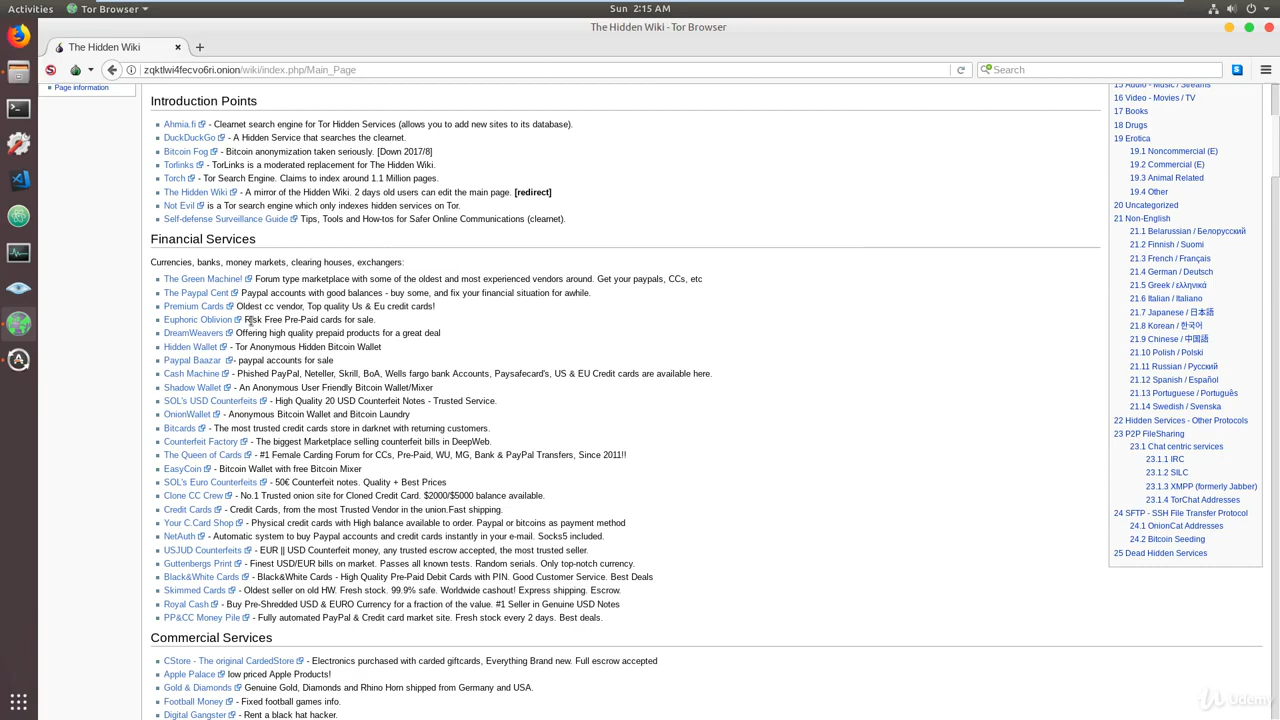 Activities
Tor Browser
Sun 2:15 AM
The Hidden Wiki - Tor Browser
The Hidden Wiki
zqktlwi4fecvo6ri.onion/wiki/index.php/Main_Page
Search
Page information
Introduction Points
Ahmia.fi - Clearnet search engine for Tor Hidden Services (allows you to add new sites to its database).
DuckDuckGo - A Hidden Service that searches the clearnet.
Bitcoin Fog - Bitcoin anonymization taken seriously. [Down 2017/8]
Torlinks - TorLinks is a moderated replacement for The Hidden Wiki.
Torch - Tor Search Engine. Claims to index around 1.1 Million pages.
The Hidden Wiki - A mirror of the Hidden Wiki. 2 days old users can edit the main page. [redirect]
Not Evil is a Tor search engine which only indexes hidden services on Tor.
Self-defense Surveillance Guide Tips, Tools and How-tos for Safer Online Communications (clearnet).
Financial Services
Currencies, banks, money markets, clearing houses, exchangers:
The Green Machine! Forum type marketplace with some of the oldest and most experienced vendors around. Get your paypals, CCs, etc
The Paypal Cent Paypal accounts with good balances - buy some, and fix your financial situation for awhile.
Premium Cards Oldest cc vendor, Top quality Us & Eu credit cards!
Euphoric Oblivion Risk Free Pre-Paid cards for sale.
DreamWeavers Offering high quality prepaid products for a great deal
Hidden Wallet - Tor Anonymous Hidden Bitcoin Wallet
Paypal Baazar - paypal accounts for sale
Cash Machine - Phished PayPal, Neteller, Skrill, BoA, Wells fargo bank Accounts, Paysafecard's, US & EU Credit cards are available here.
Shadow Wallet - An Anonymous User Friendly Bitcoin Wallet/Mixer
SOL's USD Counterfeits - High Quality 20 USD Counterfeit Notes - Trusted Service.
OnionWallet - Anonymous Bitcoin Wallet and Bitcoin Laundry
Bitcards - The most trusted credit cards store in darknet with returning customers.
Counterfeit Factory - The biggest Marketplace selling counterfeit bills in DeepWeb.
The Queen of Cards - #1 Female Carding Forum for CCs, Pre-Paid, WU, MG, Bank & PayPal Transfers, Since 2011!!
EasyCoin - Bitcoin Wallet with free Bitcoin Mixer
SOL's Euro Counterfeits - 50€ Counterfeit notes. Quality + Best Prices
Clone CC Crew - No.1 Trusted onion site for Cloned Credit Card. $2000/$5000 balance available.
Credit Cards - Credit Cards, from the most Trusted Vendor in the union.Fast shipping.
Your C.Card Shop - Physical credit cards with High balance available to order. Paypal or bitcoins as payment method
NetAuth - Automatic system to buy Paypal accounts and credit cards instantly in your e-mail. Socks5 included.
USJUD Counterfeits - EUR || USD Counterfeit money, any trusted escrow accepted, the most trusted seller.
Guttenbergs Print - Finest USD/EUR bills on market. Passes all known tests. Random serials. Only top-notch currency.
Black&White Cards - Black&White Cards - High Quality Pre-Paid Debit Cards with PIN. Good Customer Service. Best Deals
Skimmed Cards - Oldest seller on old HW. Fresh stock. 99.9% safe. Worldwide cashout! Express shipping. Escrow.
Royal Cash - Buy Pre-Shredded USD & EURO Currency for a fraction of the value. #1 Seller in Genuine USD Notes
PP&CC Money Pile - Fully automated PayPal & Credit card market site. Fresh stock every 2 days. Best deals.
Commercial Services
CStore - The original CardedStore - Electronics purchased with carded giftcards, Everything Brand new. Full escrow accepted
Apple Palace low priced Apple Products!
Gold & Diamonds Genuine Gold, Diamonds and Rhino Horn shipped from Germany and USA.
Football Money - Fixed football games info.
Digital Gangster - Rent a black hat hacker.
15 Audio - Music / Streams
16 Video - Movies / TV
17 Books
18 Drugs
19 Erotica
19.1 Noncommercial (E)
19.2 Commercial (E)
19.3 Animal Related
19.4 Other
20 Uncategorized
21 Non-English
21.1 Belarussian / Белорусский
21.2 Finnish / Suomi
21.3 French / Français
21.4 German / Deutsch
21.5 Greek / ελληνικά
21.6 Italian / Italiano
21.7 Japanese / 日本語
21.8 Korean / 한국어
21.9 Chinese / 中国語
21.10 Polish / Polski
21.11 Russian / Русский
21.12 Spanish / Español
21.13 Portuguese / Português
21.14 Swedish / Svenska
22 Hidden Services - Other Protocols
23 P2P FileSharing
23.1 Chat centric services
23.1.1 IRC
23.1.2 SILC
23.1.3 XMPP (formerly Jabber)
23.1.4 TorChat Addresses
24 SFTP - SSH File Transfer Protocol
24.1 OnionCat Addresses
24.2 Bitcoin Seeding
25 Dead Hidden Services
Udemy